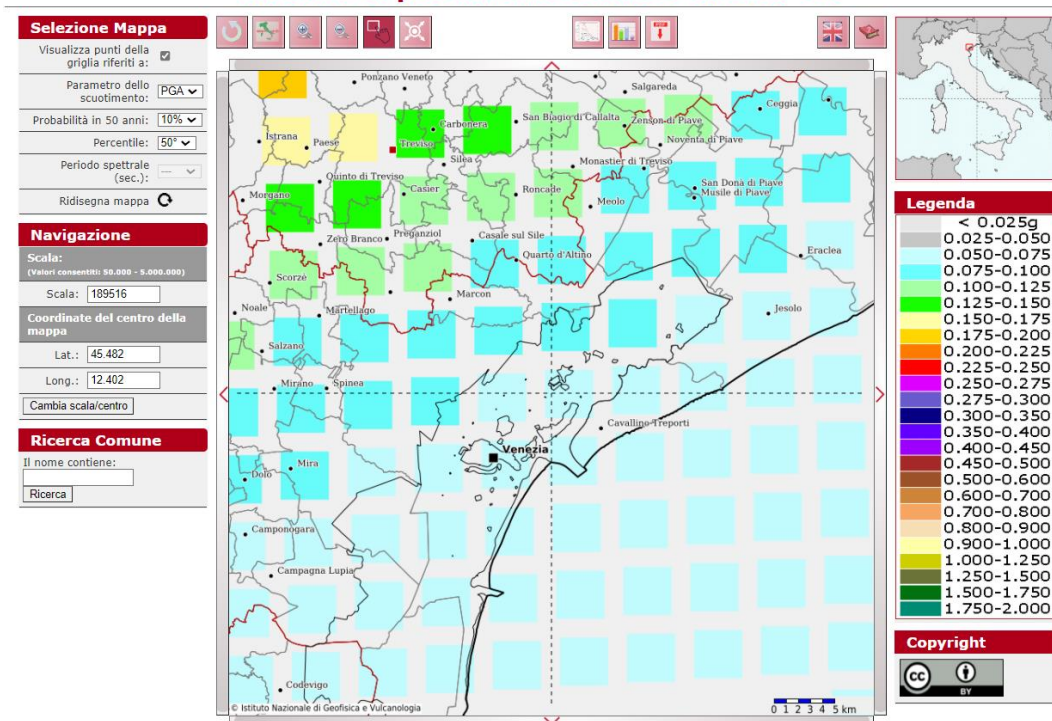 Selezione Mappa
Visualizza punti della
griglia riferiti a:
Parametro dello
scuotimento: PGA
Probabilità in 50 anni: 10%
Percentile: 50°
Periodo spettrale
(sec.): ---
Ridisegna mappa
Navigazione
Scala:
(Valori consentiti: 50.000 - 5.000.000)
Scala: 189516
Coordinate del centro della
mappa
Lat.: 45.482
Long.: 12.402
Cambia scala/centro
Ricerca Comune
Il nome contiene:
Ricerca
Ponzano Veneto
Salgareda
Ceggia
Carbonera
San Biagio di Callalta
Zenson di Piave
Istrana
Paese
Treviso
Noventa di Piave
Silea
Monastier di Treviso
Quinto di Treviso
Morgano
Casier
Roncade
San Donà di Piave
Musile di Piave
Meolo
Zero Branco
Preganziol
Casale sul Sile
Quarto d'Altino
Eraclea
Scorzè
Marcon
Noale
Martellago
Jesolo
Salzano
Mirano
Spinea
Cavallino-Treporti
Venezia
Mira
Dolo
Camponogara
Campagna Lupia
Codevigo
© Istituto Nazionale di Geofisica e Vulcanologia
0 1 2 3 4 5 km
Legenda
< 0.025g
0.025-0.050
0.050-0.075
0.075-0.100
0.100-0.125
0.125-0.150
0.150-0.175
0.175-0.200
0.200-0.225
0.225-0.250
0.250-0.275
0.275-0.300
0.300-0.350
0.350-0.400
0.400-0.450
0.450-0.500
0.500-0.600
0.600-0.700
0.700-0.800
0.800-0.900
0.900-1.000
1.000-1.250
1.250-1.500
1.500-1.750
1.750-2.000
Copyright
cc
BY